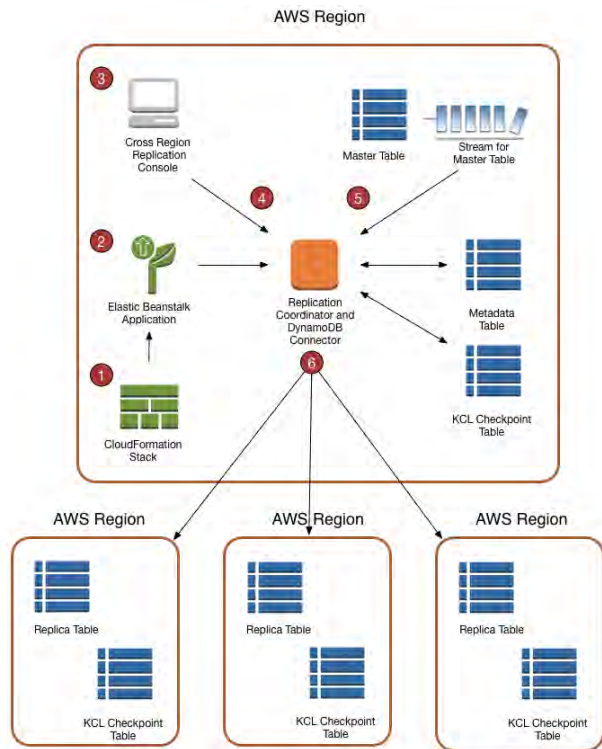 AWS Region
3
Cross Region
Replication
Console
Master Table
Stream for
Master Table
4
5
2
Elastic Beanstalk
Application
Replication
Coordinator and
DynamoDB
Connector
Metadata
Table
6
1
CloudFormation
Stack
KCL Checkpoint
Table
AWS Region
Replica Table
KCL Checkpoint
Table
AWS Region
Replica Table
KCL Checkpoint
Table
AWS Region
Replica Table
KCL Checkpoint
Table